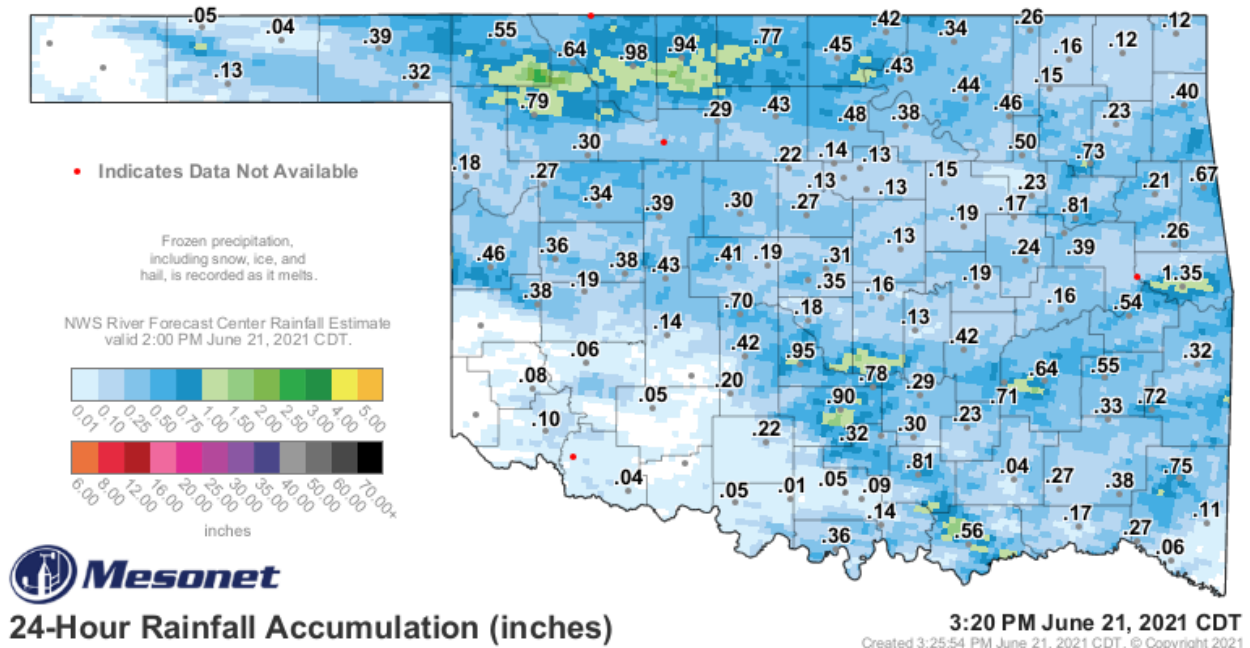 .05 .04 .39 .55 .64 .98 .94 .77 .45 .42 .34 .26 .16 .12 .12
.13 .32 .79 .29 .43 .48 .43 .38 .44 .46 .15 .23 .40
.18 .27 .30 .22 .14 .13 .13 .13 .15 .50 .73 .23 .21 .67
.34 .39 .30 .27 .19 .17 .81
.46 .36 .38 .43 .41 .19 .31 .13 .24 .39 .26
.38 .19 .35 .16 .19 .16 .54 1.35
.14 .70 .18 .13
.06 .42 .95 .78 .42 .64 .55 .32
.08 .05 .20 .90 .29 .71 .33 .72
.10 .22 .32 .30 .23
.04 .05 .01 .05 .09 .81 .04 .27 .38 .75
.36 .14 .56 .17 .27 .11 .06
Indicates Data Not Available
Frozen precipitation,
including snow, ice, and
hail, is recorded as it melts.
NWS River Forecast Center Rainfall Estimate
valid 2:00 PM June 21, 2021 CDT.
0.01 0.10 0.25 0.50 0.75 1.00 1.50 2.00 2.50 3.00 4.00 5.00
6.00 8.00 12.00 16.00 20.00 25.00 30.00 35.00 40.00 50.00 60.00 70.00+
inches
Mesonet
24-Hour Rainfall Accumulation (inches)
3:20 PM June 21, 2021 CDT
Created 3:25:54 PM June 21, 2021 CDT. © Copyright 2021